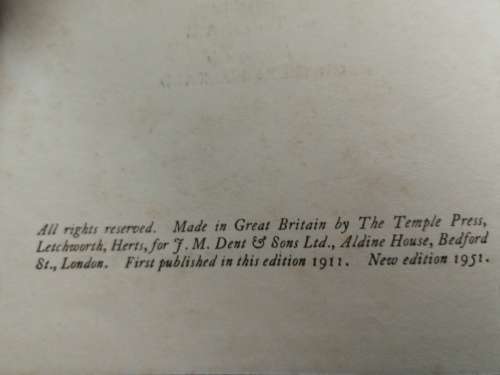 All rights reserved. Made in Great Britain by The Temple Press,
Letchworth, Herts, for J. M. Dent & Sons Ltd., Aldine House, Bedford
St., London. First published in this edition 1911. New edition 1951.